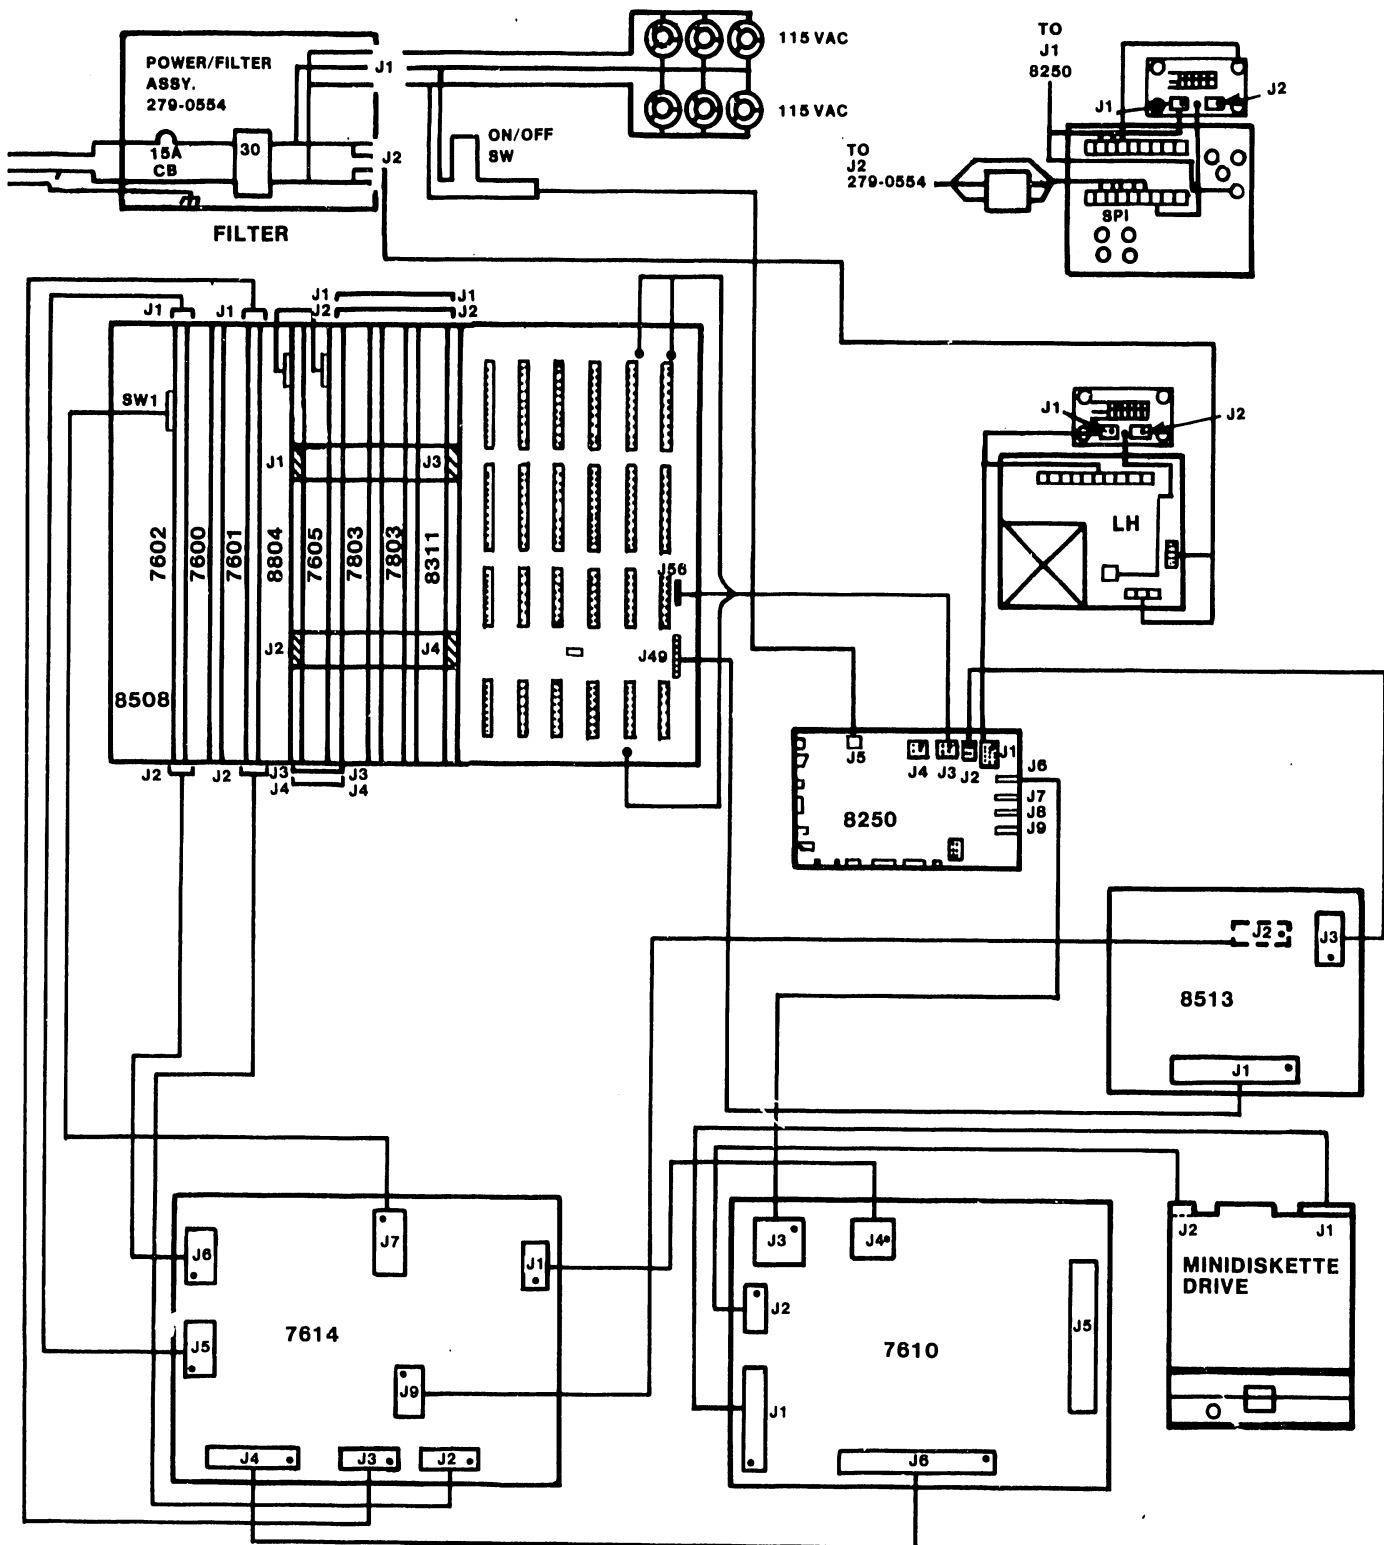 POWER/FILTER
ASSY.
279-0554
15A
CB
30
J1
J2
FILTER
ON/OFF
SW
115 VAC
115 VAC
TO
J1
8250
J1
J2
TO
J2
279-0554
SPI
J1
J1
J1
J2
J1
J2
SW1
J1
J3
7602
7600
7601
8804
7605
7803
7803
8311
J2
J4
8508
J56
J49
J2
J2
J3
J4
J3
J4
J1
J2
LH
J5
J4
J3
J2
J1
J6
J7
J8
J9
8250
J2
J3
8513
J1
J6
J7
J1
J5
7614
J9
J4
J3
J2
J3
J4
J2
J5
7610
J1
J6
J2
J1
MINIDISKETTE
DRIVE